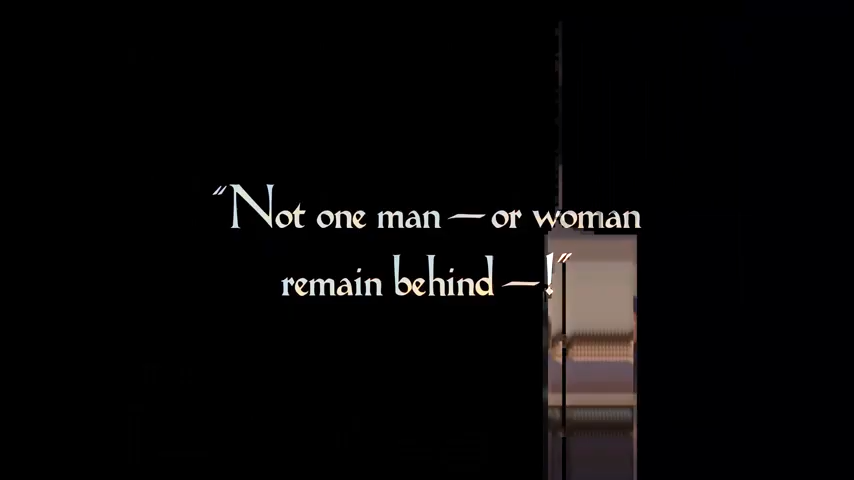 “Not one man — or woman
remain behind — !”